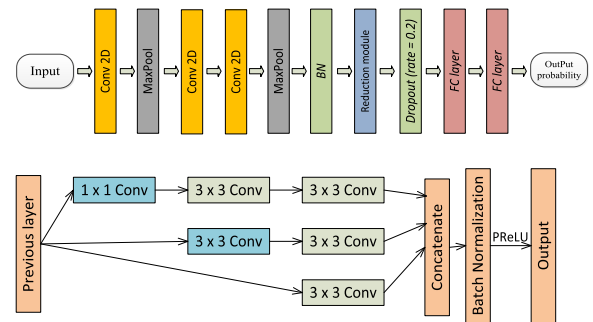 Input
Conv 2D
MaxPool
Conv 2D
Conv 2D
MaxPool
BN
Reduction module
Dropout (rate = 0.2)
FC layer
FC layer
OutPut
probability
Previous layer
1 x 1 Conv
3 x 3 Conv
3 x 3 Conv
3 x 3 Conv
3 x 3 Conv
3 x 3 Conv
Concatenate
Batch Normalization
PReLU
Output